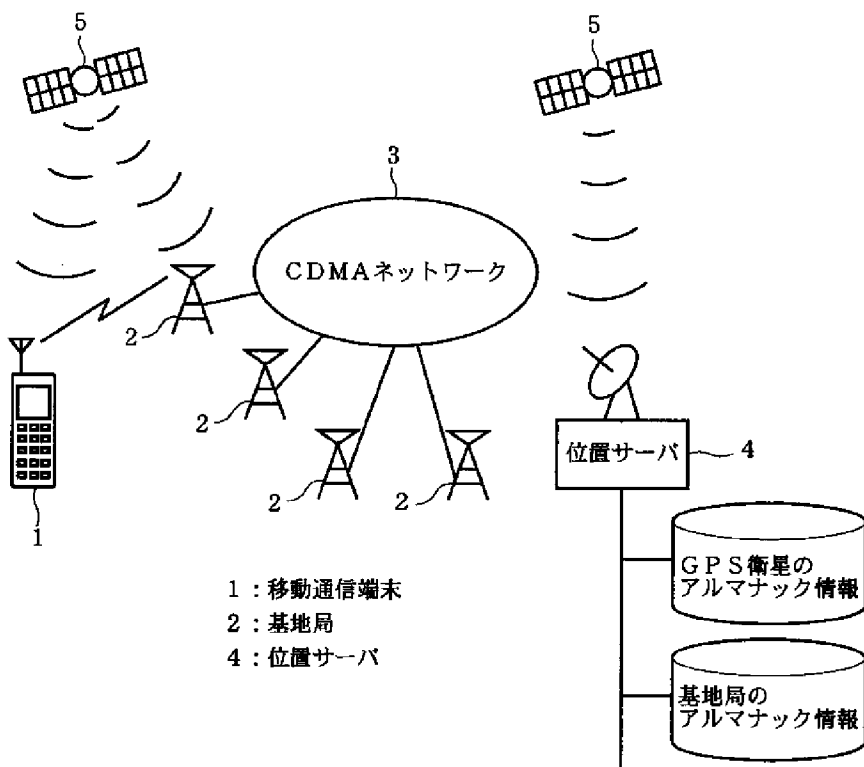 5
5
3
CDMAネットワーク
2
2
2
2
1
位置サーバ
4
GPS衛星の
アルマナック情報
基地局の
アルマナック情報
1：移動通信端末
2：基地局
4：位置サーバ